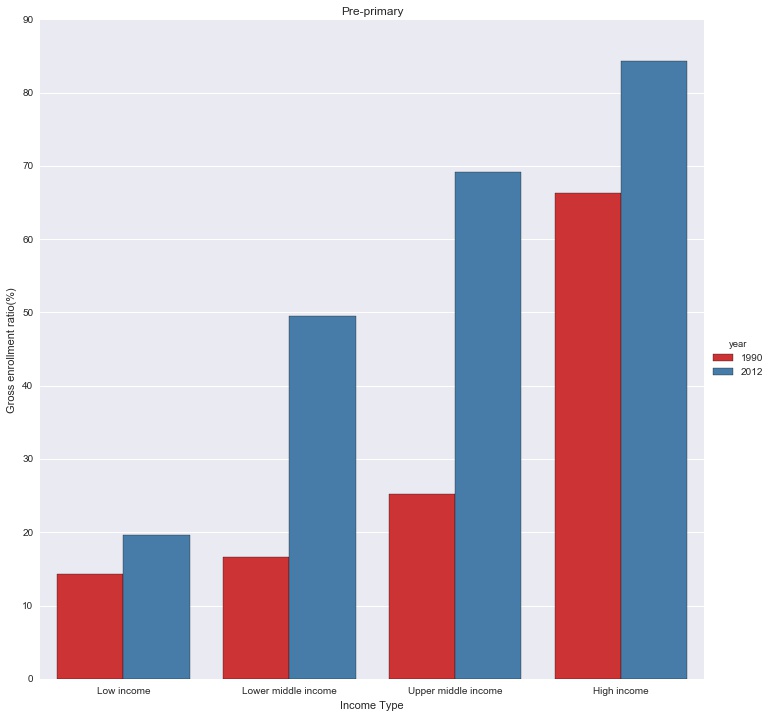 Pre-primary
90
80
70
60
50
40
30
20
10
0
Gross enrollment ratio(%)
Low income
Lower middle income
Upper middle income
High income
Income Type
year
1990
2012